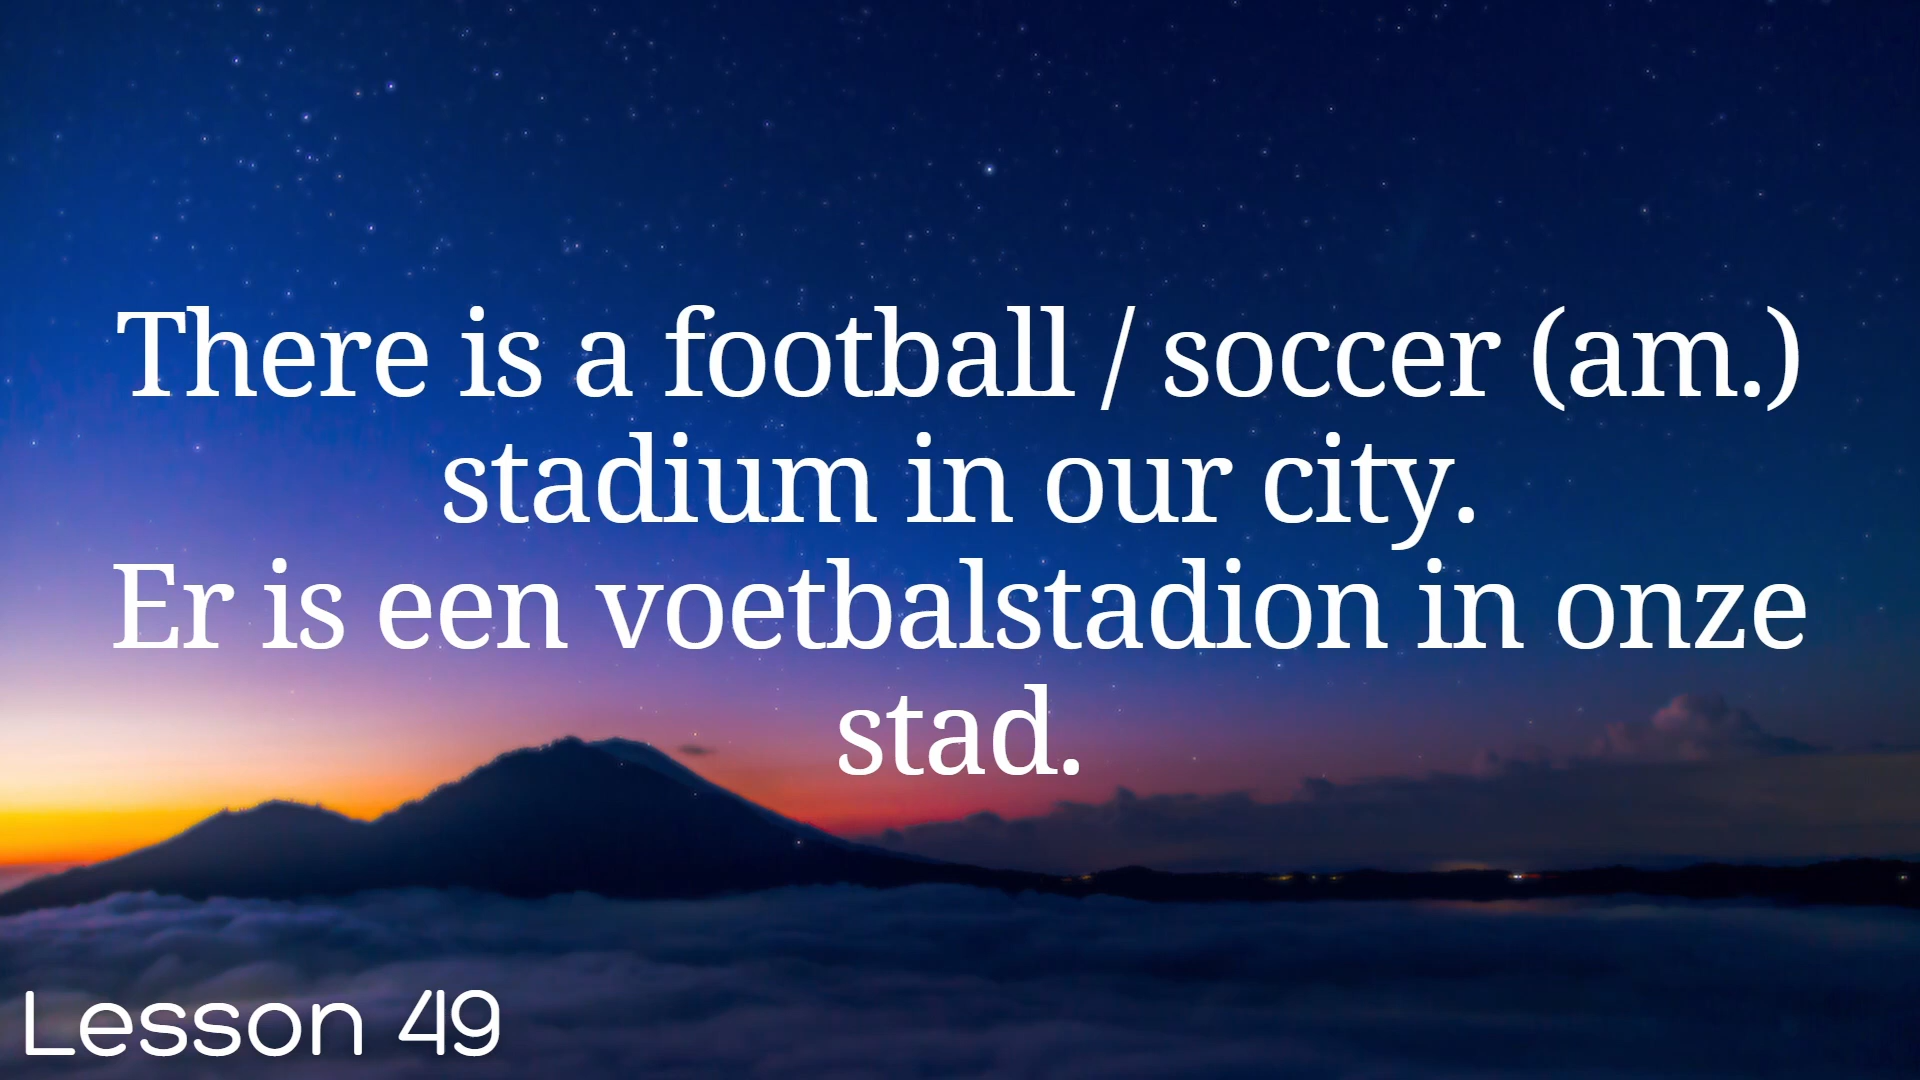 There is a football / soccer (am.)
stadium in our city.
Er is een voetbalstadion in onze
stad.
Lesson 49